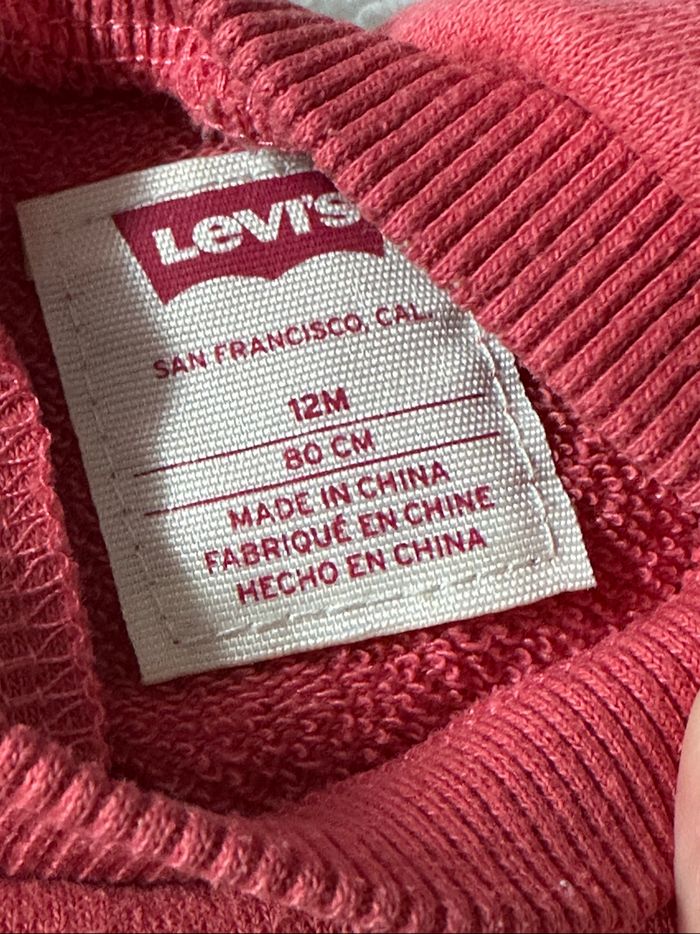 Levi's
SAN FRANCISCO, CAL.
12M
80 CM
MADE IN CHINA
FABRIQUÉ EN CHINE
HECHO EN CHINA